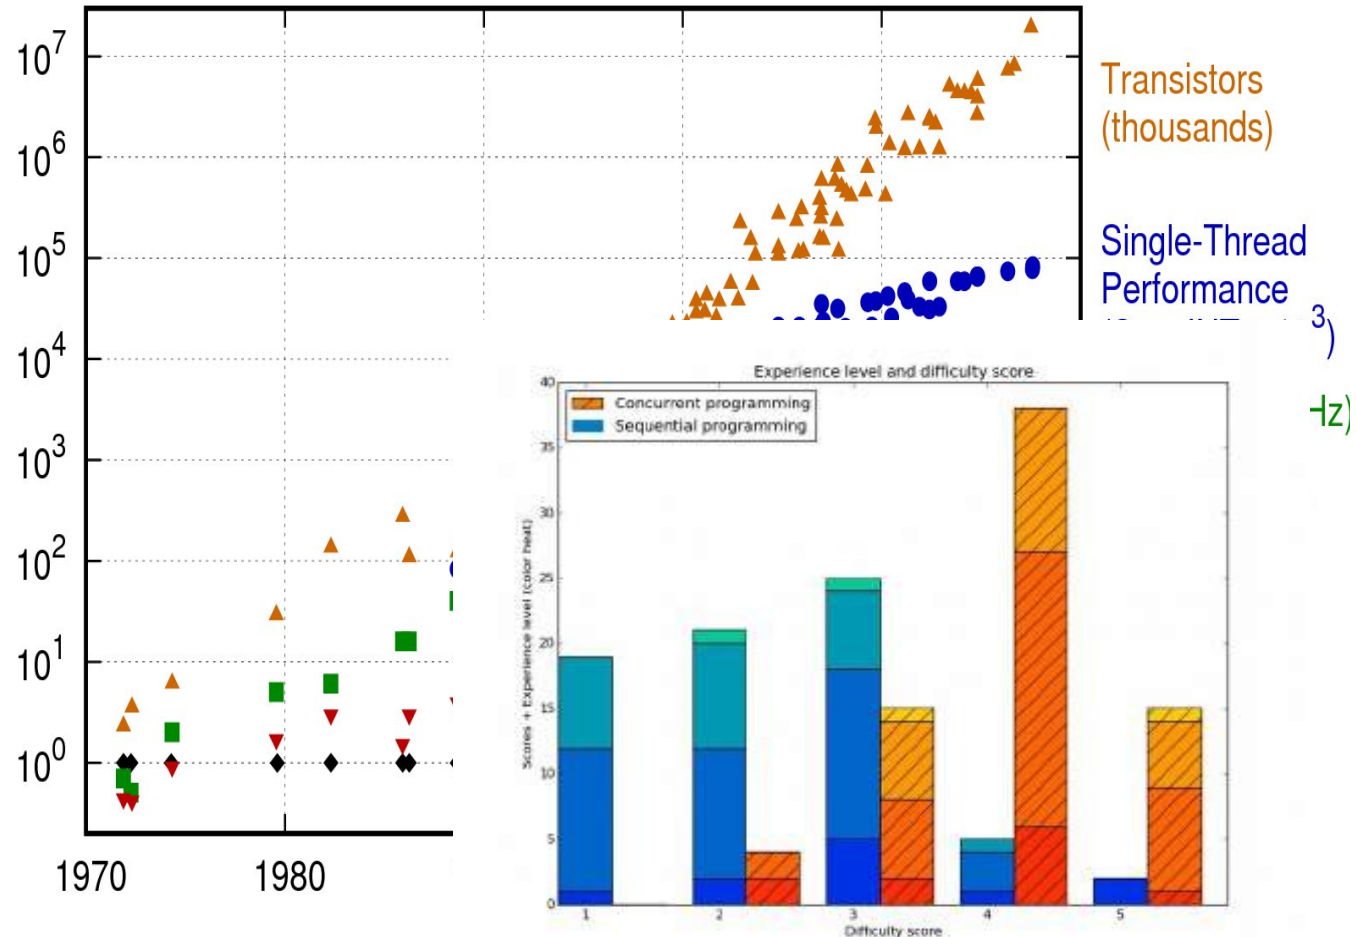 10^7
10^6
10^5
10^4
10^3
10^2
10^1
10^0
1970
1980
Transistors
(thousands)
Single-Thread
Performance
3)
Hz)
Experience level and difficulty score
Concurrent programming
Sequential programming
Scores + Experience level (color heat)
40
35
30
25
20
15
10
5
0
1 2 3 4 5
Difficulty score